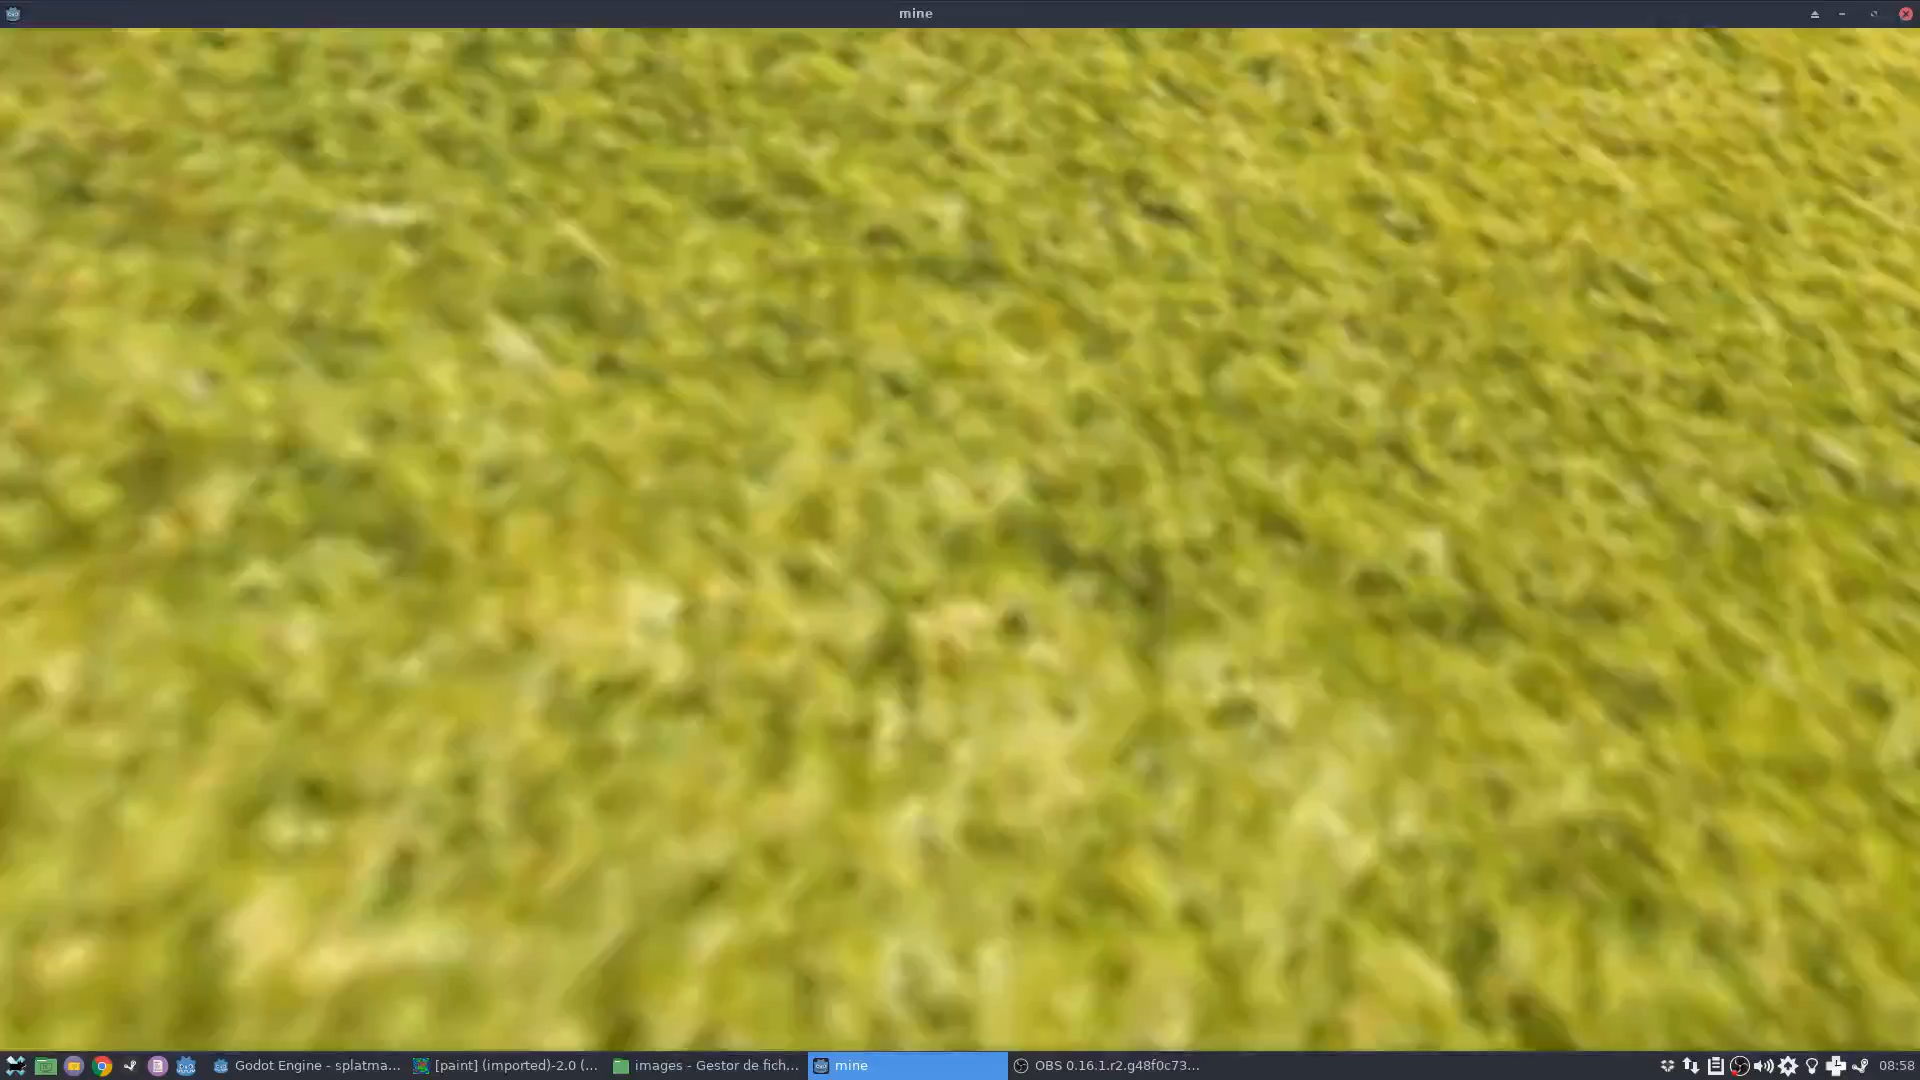 mine
Godot Engine - splatma...
[paint] (imported)-2.0 (...
images - Gestor de fich...
mine
OBS 0.16.1.r2.g48f0c73...
08:58